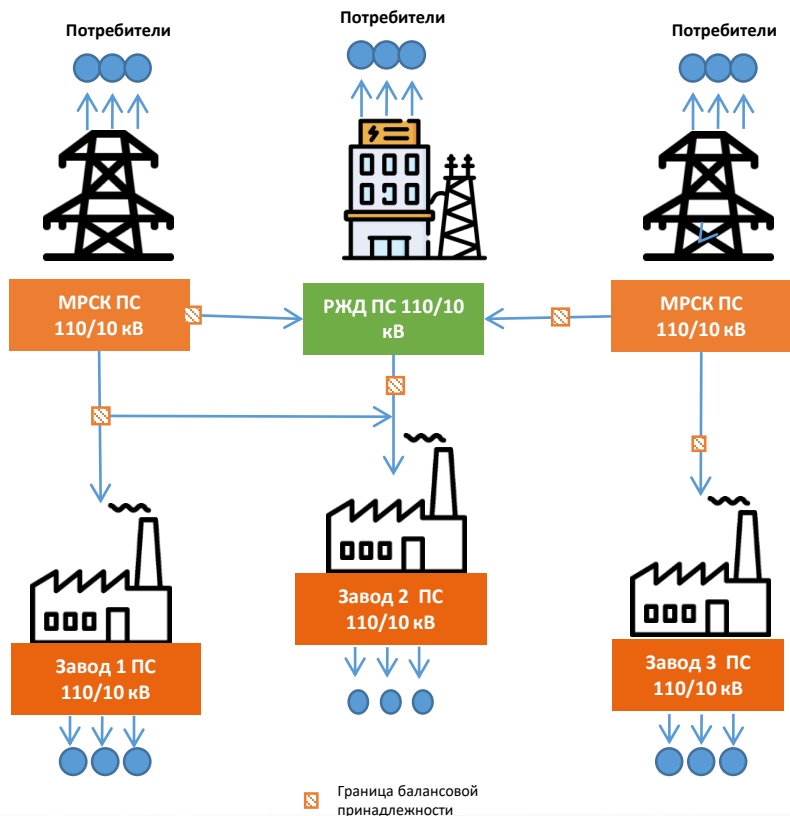 Потребители
Потребители
Потребители
МРСК ПС
110/10 кВ
РЖД ПС 110/10
кВ
МРСК ПС
110/10 кВ
Завод 2 ПС
110/10 кВ
Завод 1 ПС
110/10 кВ
Завод 3 ПС
110/10 кВ
Граница балансовой
принадлежности